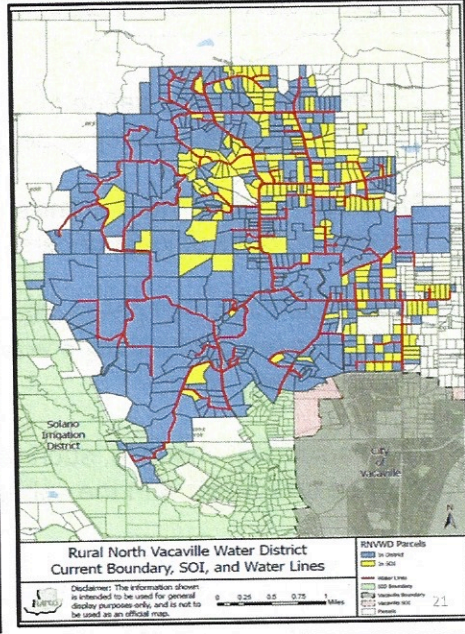 Solano
Irrigation
District
City
of
Vacaville
N
Rural North Vacaville Water District
Current Boundary, SOI, and Water Lines
Disclaimer: The information shown
is intended to be used for general
display purposes only, and is not to
be used as an official map.
0 0.25 0.5 0.75 1
Miles
RNVWD Parcels
In District
In SOI
Water Lines
SID Boundary
Vacaville Boundary
Vacaville SOI
Parcels
21